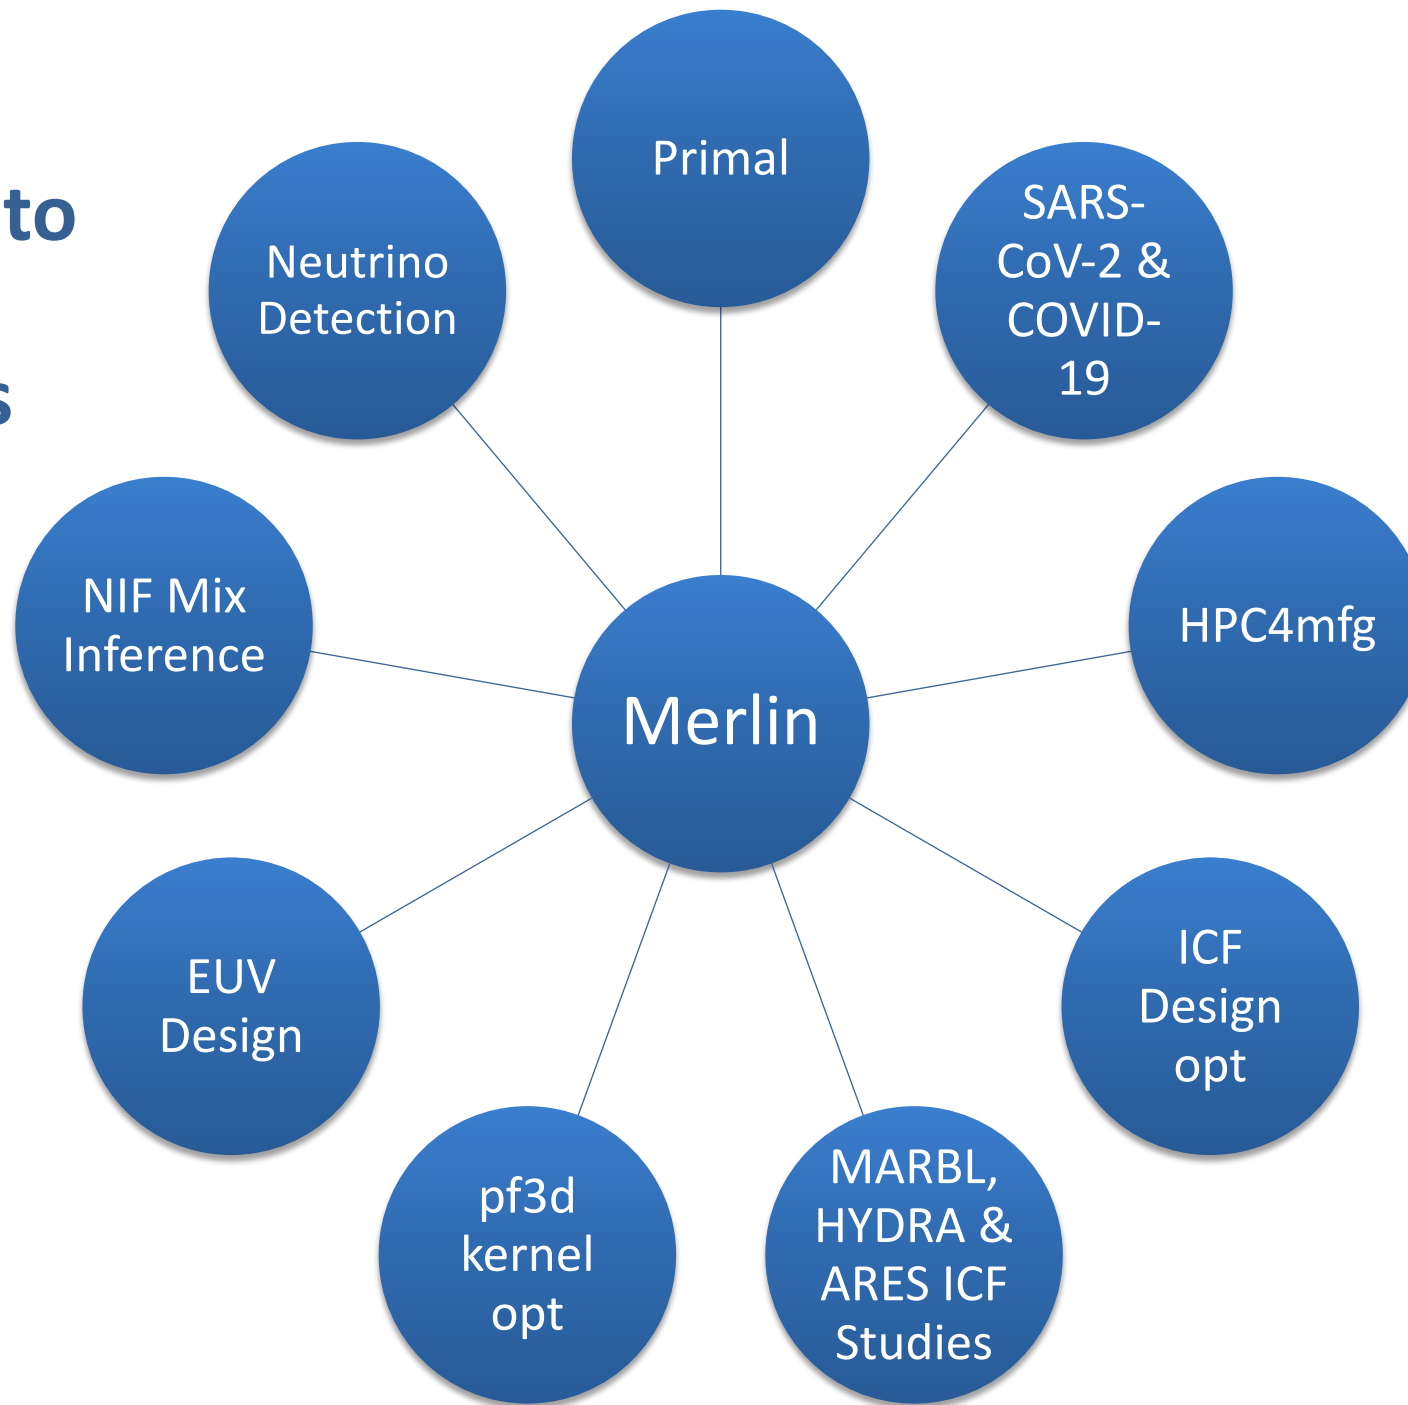 to
s
Primal
SARS-
CoV-2 &
COVID-
19
HPC4mfg
ICF
Design
opt
MARBL,
HYDRA &
ARES ICF
Studies
pf3d
kernel
opt
EUV
Design
NIF Mix
Inference
Neutrino
Detection
Merlin